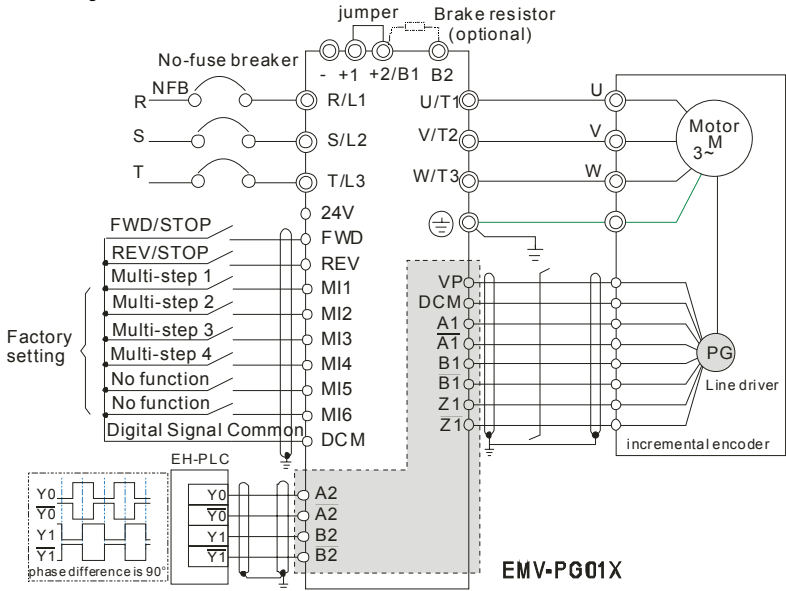 jumper
Brake resistor
(optional)
No-fuse breaker
- +1 +2/B1 B2
NFB
R R/L1 U/T1 U
S S/L2 V/T2 V
T T/L3 W/T3 W
Motor
M
3~
24V
FWD/STOP FWD
REV/STOP REV
Multi-step 1 MI1
Multi-step 2 MI2
Multi-step 3 MI3
Multi-step 4 MI4
No function MI5
No function MI6
Digital Signal Common DCM
Factory
setting
VP
DCM
A1
A1
B1
B1
Z1
Z1
PG
Line driver
incremental encoder
EH-PLC
Y0
Y0
Y1
Y1
phase difference is 90°
Y0 A2
Y0 A2
Y1 B2
Y1 B2
EMV-PG01X